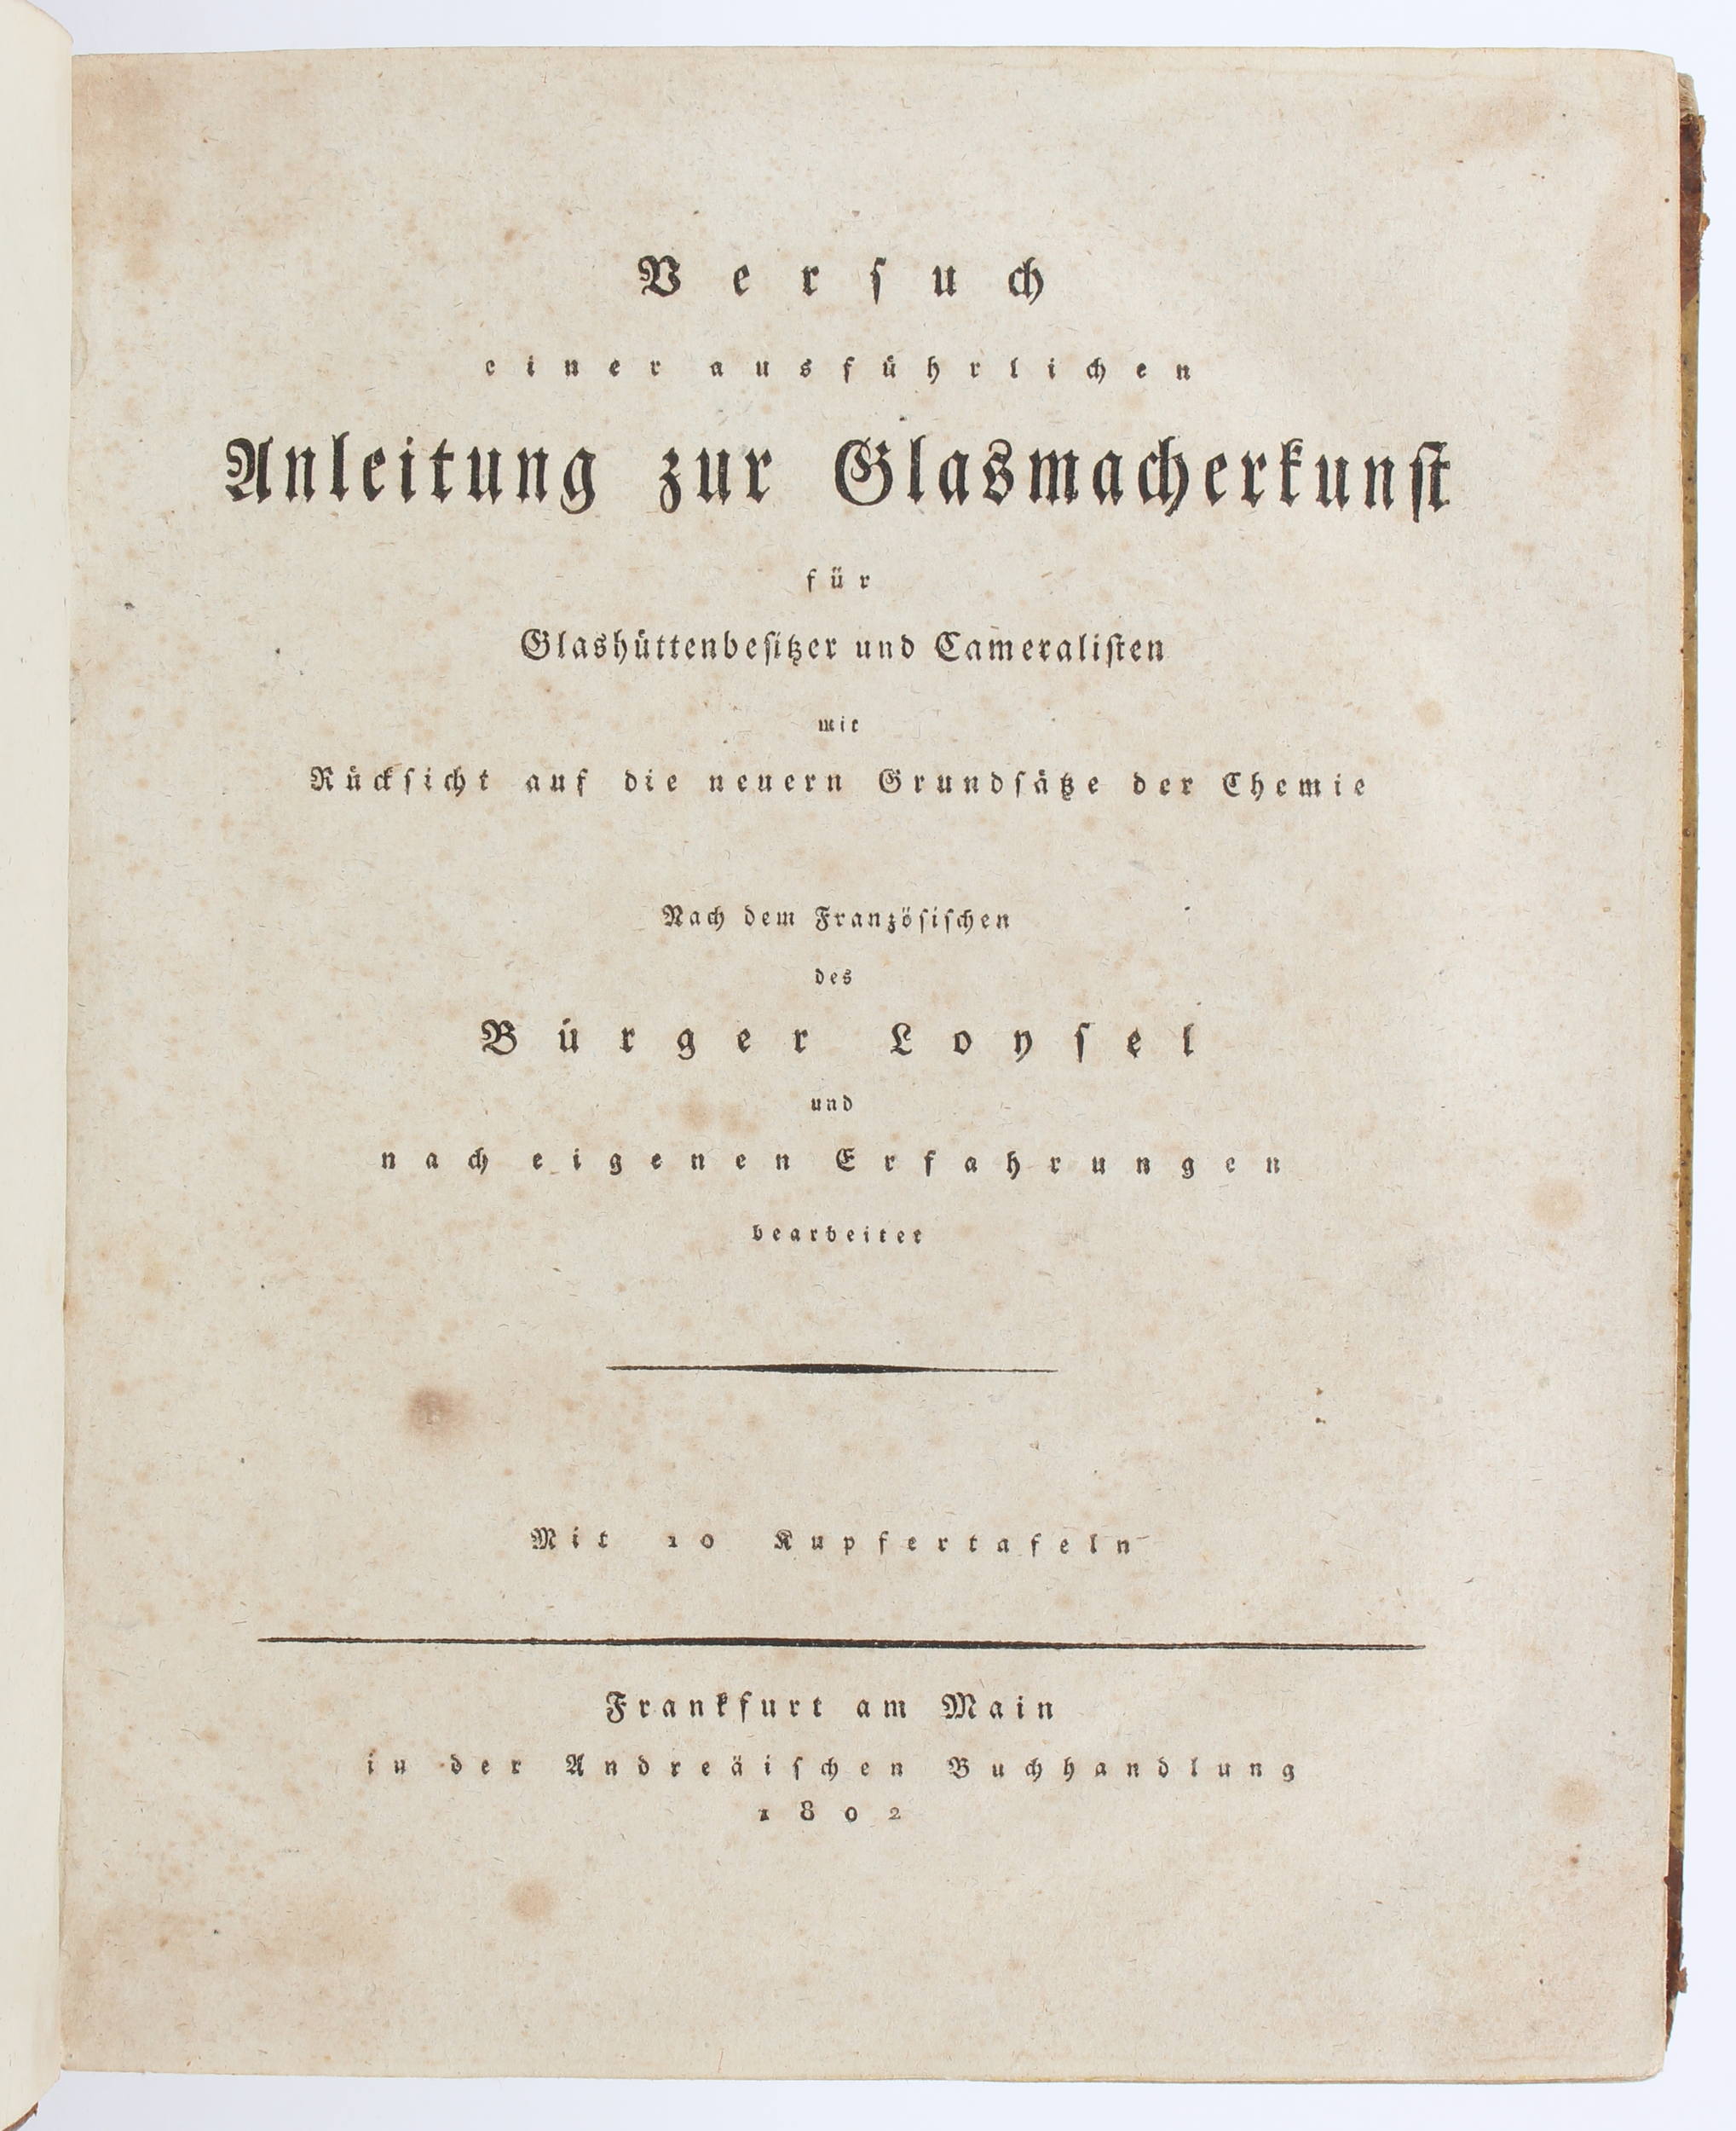 Verſuch
einer ausführlichen
Anleitung zur Glasmacherkunſt
für
Glashüttenbeſitzer und Cameraliſten
mit
Rückſicht auf die neuern Grundſätze der Chemie
Nach dem Franzöſiſchen
des
Bürger Loyſel
und
nach eigenen Erfahrungen
bearbeitet
Mit 10 Kupfertafeln
Frankfurt am Main
in der Andreäiſchen Buchhandlung
1802